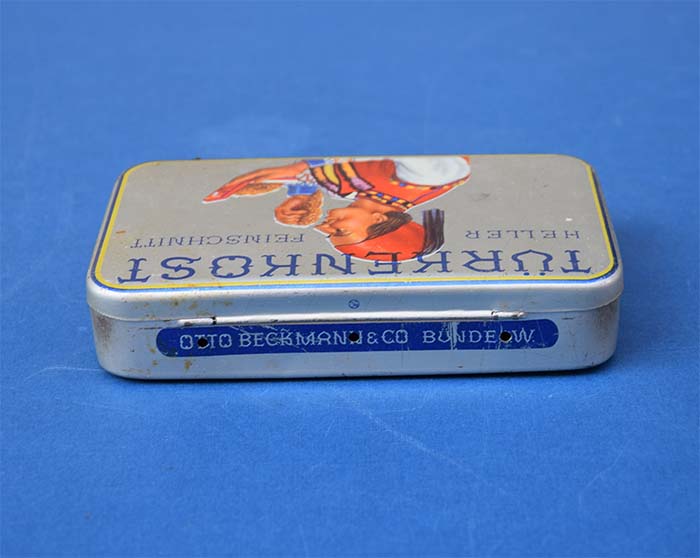 TÜRKENKOST
HELLER FEINSCHNITT
OTTO BECKMANN & CO BÜNDE i.W.